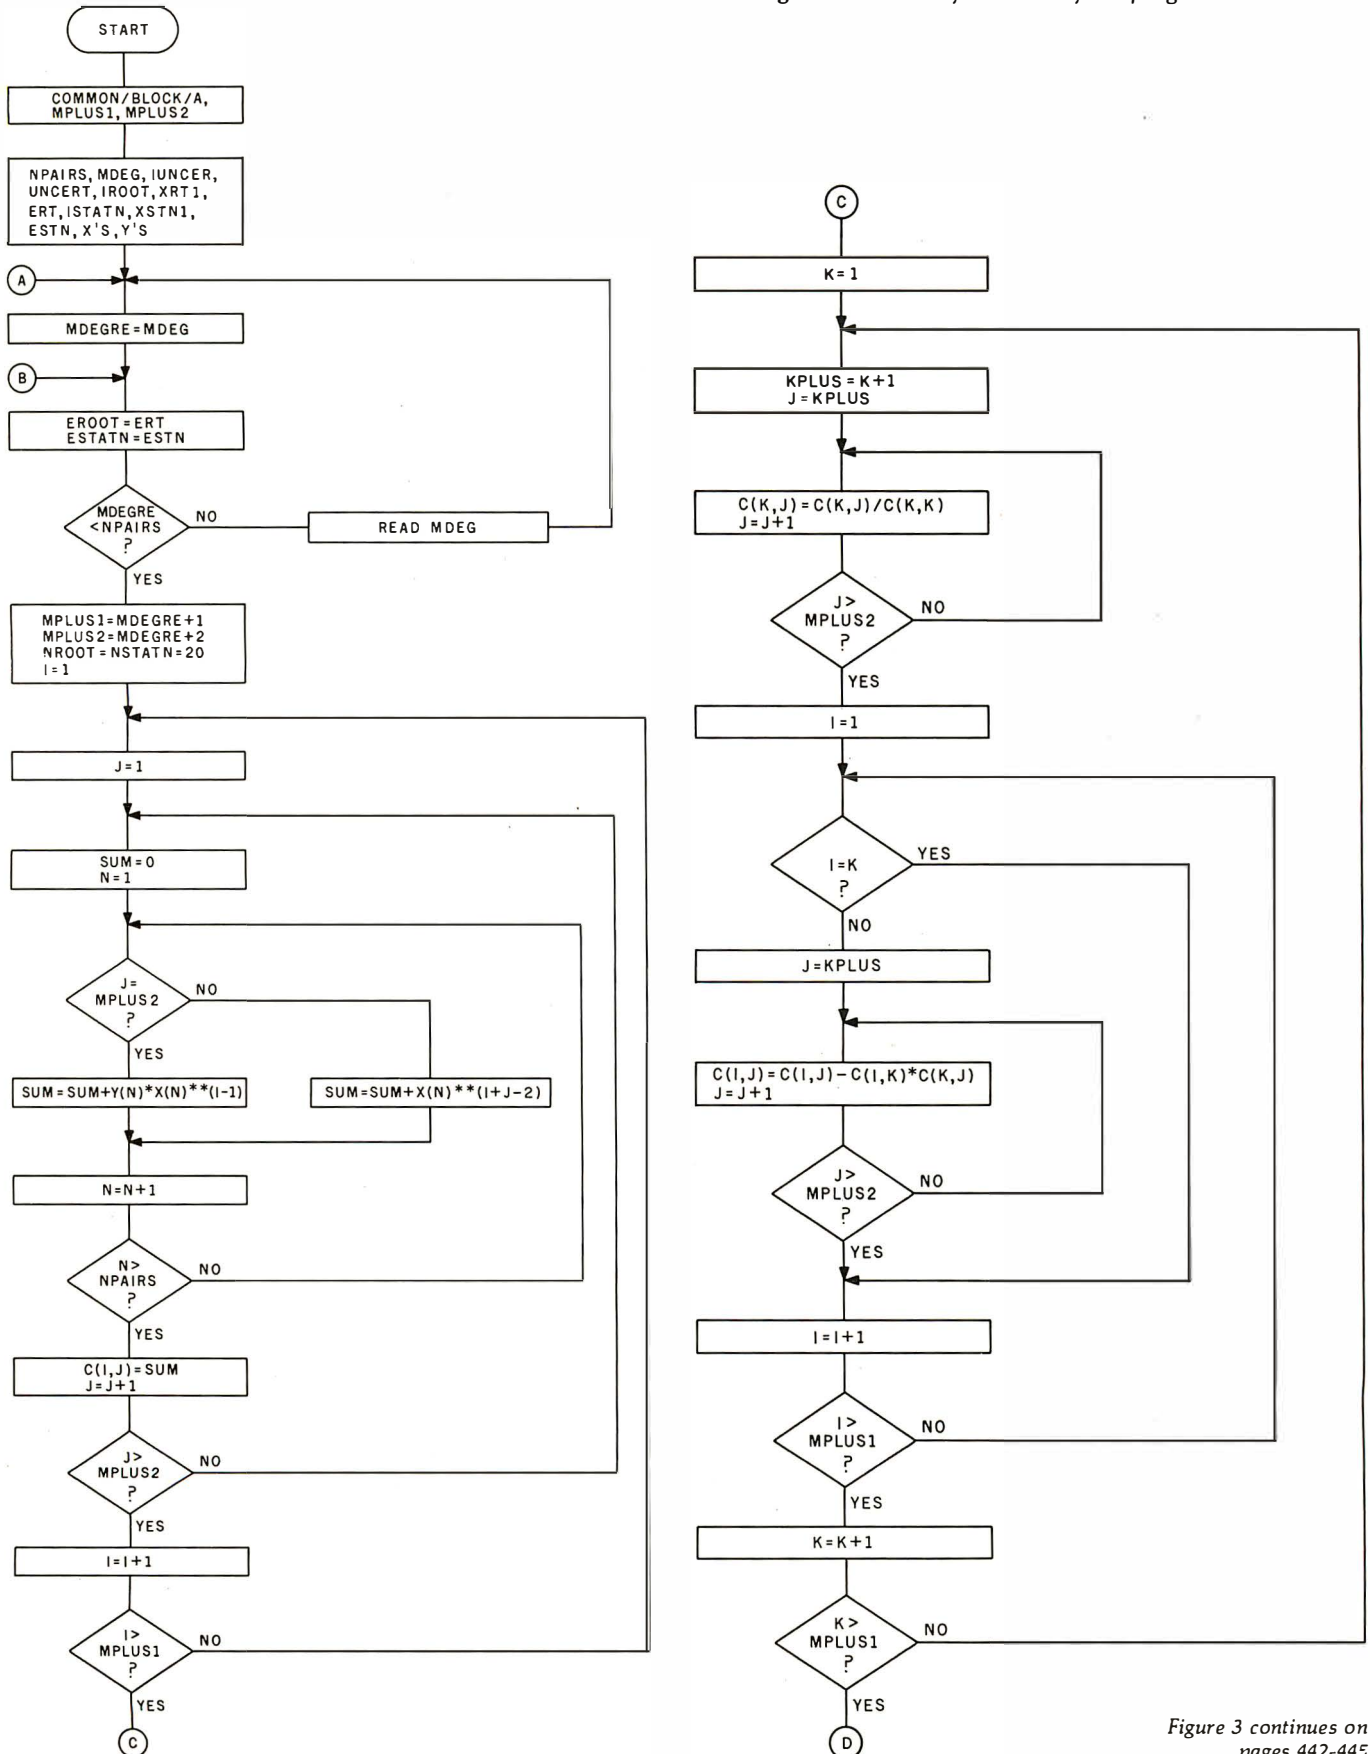 START
COMMON/BLOCK/A,
MPLUS1, MPLUS2
NPAIRS, MDEG, IUNCER,
UNCERT, IROOT, XRT1,
ERT, ISTATN, XSTN1,
ESTN, X'S, Y'S
A
MDEGRE=MDEG
B
EROOT=ERT
ESTATN=ESTN
MDEGRE
<NPAIRS
?
NO
READ MDEG
YES
MPLUS1=MDEGRE+1
MPLUS2=MDEGRE+2
NROOT=NSTATN=20
I=1
J=1
SUM=0
N=1
J=
MPLUS2
?
NO
YES
SUM=SUM+Y(N)*X(N)**(I-1)
SUM=SUM+X(N)**(I+J-2)
N=N+1
N>
NPAIRS
?
NO
YES
C(I,J)=SUM
J=J+1
J>
MPLUS2
?
NO
YES
I=I+1
I>
MPLUS1
?
NO
YES
C
C
K=1
KPLUS=K+1
J=KPLUS
C(K,J)=C(K,J)/C(K,K)
J=J+1
J>
MPLUS2
?
NO
YES
I=1
I=K
?
YES
NO
J=KPLUS
C(I,J)=C(I,J)-C(I,K)*C(K,J)
J=J+1
J>
MPLUS2
?
NO
YES
I=I+1
I>
MPLUS1
?
NO
YES
K=K+1
K>
MPLUS1
?
NO
YES
D
Figure 3 continues on
pages 442-445